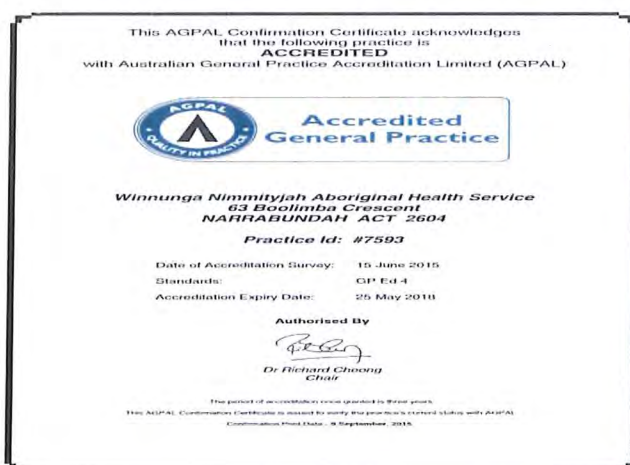 This AGPAL Confirmation Certificate acknowledges
that the following practice is
ACCREDITED
with Australian General Practice Accreditation Limited (AGPAL)
AGPAL
QUALITY IN PRACTICE
Accredited
General Practice
Winnunga Nimmityjah Aboriginal Health Service
63 Boolimba Crescent
NARRABUNDAH ACT 2604
Practice Id: #7593
Date of Accreditation Survey: 15 June 2015
Standards: GP Ed 4
Accreditation Expiry Date: 25 May 2018
Authorised By
Dr Richard Choong
Chair
The period of accreditation once granted is three years
This AGPAL Confirmation Certificate is issued to verify the practice's current status with AGPAL
Confirmation Print Date - 9 September, 2015